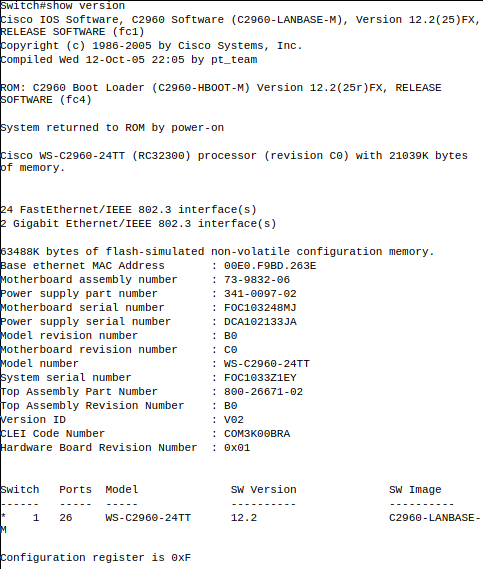 Switch#show version
Cisco IOS Software, C2960 Software (C2960-LANBASE-M), Version 12.2(25)FX,
RELEASE SOFTWARE (fc1)
Copyright (c) 1986-2005 by Cisco Systems, Inc.
Compiled Wed 12-Oct-05 22:05 by pt_team
ROM: C2960 Boot Loader (C2960-HBOOT-M) Version 12.2(25r)FX, RELEASE
SOFTWARE (fc4)
System returned to ROM by power-on
Cisco WS-C2960-24TT (RC32300) processor (revision C0) with 21039K bytes
of memory.
24 FastEthernet/IEEE 802.3 interface(s)
2 Gigabit Ethernet/IEEE 802.3 interface(s)
63488K bytes of flash-simulated non-volatile configuration memory.
Base ethernet MAC Address       : 00E0.F9BD.263E
Motherboard assembly number     : 73-9832-06
Power supply part number        : 341-0097-02
Motherboard serial number       : FOC103248MJ
Power supply serial number      : DCA102133JA
Model revision number           : B0
Motherboard revision number     : C0
Model number                    : WS-C2960-24TT
System serial number            : FOC1033Z1EY
Top Assembly Part Number        : 800-26671-02
Top Assembly Revision Number    : B0
Version ID                      : V02
CLEI Code Number                : COM3K00BRA
Hardware Board Revision Number  : 0x01
Switch   Ports  Model              SW Version              SW Image
------   -----  -----              ----------              ----------
*    1   26     WS-C2960-24TT      12.2                    C2960-LANBASE-
M
Configuration register is 0xF